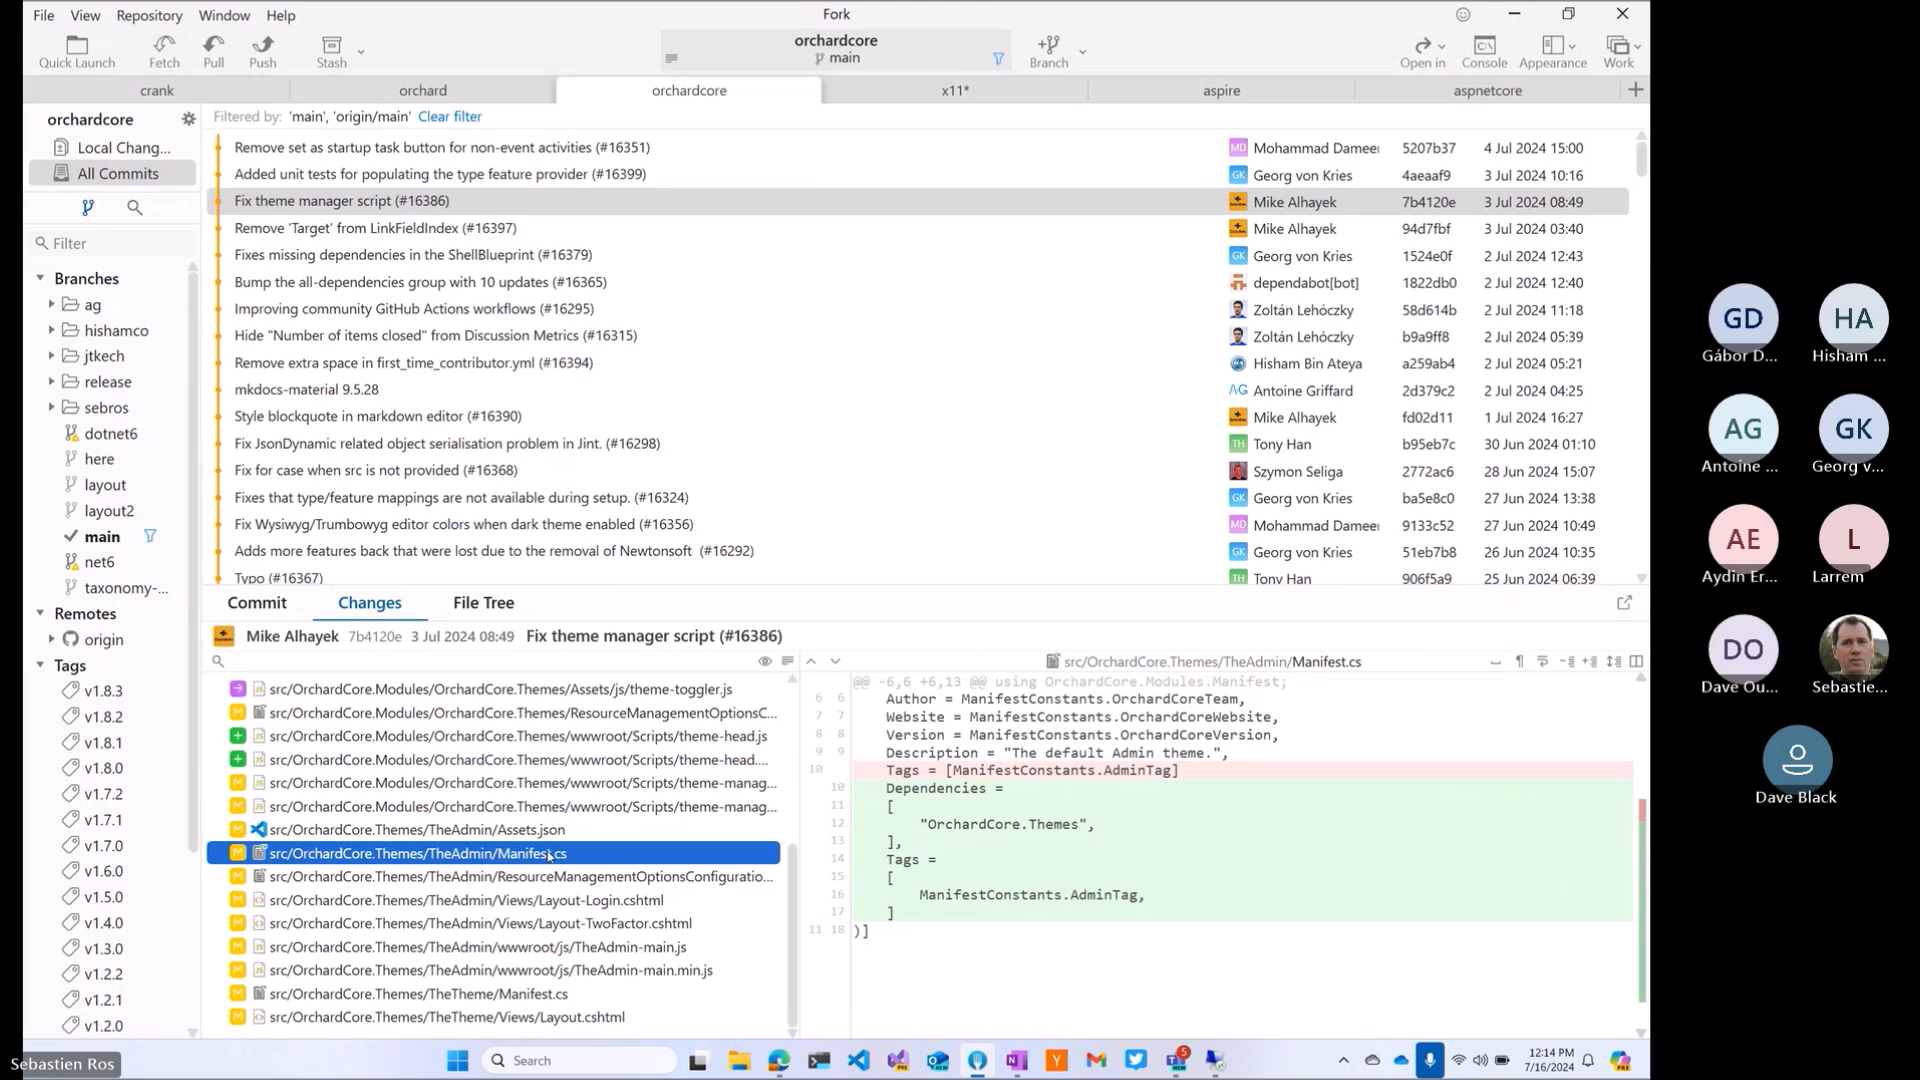 File View Repository Window Help
Fork
Quick Launch Fetch Pull Push Stash
orchardcore
main
Branch Open in Console Appearance Work
crank orchard orchardcore x11* aspire aspnetcore
orchardcore
Local Chang...
All Commits
Filter
Branches
ag
hishamco
jtkech
release
sebros
dotnet6
here
layout
layout2
main
net6
taxonomy-...
Remotes
origin
Tags
v1.8.3
v1.8.2
v1.8.1
v1.8.0
v1.7.2
v1.7.1
v1.7.0
v1.6.0
v1.5.0
v1.4.0
v1.3.0
v1.2.2
v1.2.1
v1.2.0
Filtered by: 'main', 'origin/main' Clear filter
Remove set as startup task button for non-event activities (#16351) MD Mohammad Dameer 5207b37 4 Jul 2024 15:00
Added unit tests for populating the type feature provider (#16399) GK Georg von Kries 4aeaaf9 3 Jul 2024 10:16
Fix theme manager script (#16386) Mike Alhayek 7b4120e 3 Jul 2024 08:49
Remove 'Target' from LinkFieldIndex (#16397) Mike Alhayek 94d7fbf 3 Jul 2024 03:40
Fixes missing dependencies in the ShellBlueprint (#16379) GK Georg von Kries 1524e0f 2 Jul 2024 12:43
Bump the all-dependencies group with 10 updates (#16365) dependabot[bot] 1822db0 2 Jul 2024 12:40
Improving community GitHub Actions workflows (#16295) Zoltán Lehóczky 58d614b 2 Jul 2024 11:18
Hide "Number of items closed" from Discussion Metrics (#16315) Zoltán Lehóczky b9a9ff8 2 Jul 2024 05:39
Remove extra space in first_time_contributor.yml (#16394) Hisham Bin Ateya a259ab4 2 Jul 2024 05:21
mkdocs-material 9.5.28 AG Antoine Griffard 2d379c2 2 Jul 2024 04:25
Style blockquote in markdown editor (#16390) Mike Alhayek fd02d11 1 Jul 2024 16:27
Fix JsonDynamic related object serialisation problem in Jint. (#16298) TH Tony Han b95eb7c 30 Jun 2024 01:10
Fix for case when src is not provided (#16368) Szymon Seliga 2772ac6 28 Jun 2024 15:07
Fixes that type/feature mappings are not available during setup. (#16324) GK Georg von Kries ba5e8c0 27 Jun 2024 13:38
Fix Wysiwyg/Trumbowyg editor colors when dark theme enabled (#16356) MD Mohammad Dameer 9133c52 27 Jun 2024 10:49
Adds more features back that were lost due to the removal of Newtonsoft (#16292) GK Georg von Kries 51eb7b8 26 Jun 2024 10:35
Typo (#16367) TH Tony Han 906f5a9 25 Jun 2024 06:39
Commit Changes File Tree
Mike Alhayek 7b4120e 3 Jul 2024 08:49 Fix theme manager script (#16386)
src/OrchardCore.Modules/OrchardCore.Themes/Assets/js/theme-toggler.js
M src/OrchardCore.Modules/OrchardCore.Themes/ResourceManagementOptionsC...
src/OrchardCore.Modules/OrchardCore.Themes/wwwroot/Scripts/theme-head.js
src/OrchardCore.Modules/OrchardCore.Themes/wwwroot/Scripts/theme-head....
M src/OrchardCore.Modules/OrchardCore.Themes/wwwroot/Scripts/theme-manag...
M src/OrchardCore.Modules/OrchardCore.Themes/wwwroot/Scripts/theme-manag...
M src/OrchardCore.Themes/TheAdmin/Assets.json
M src/OrchardCore.Themes/TheAdmin/Manifest.cs
M src/OrchardCore.Themes/TheAdmin/ResourceManagementOptionsConfiguratio...
M src/OrchardCore.Themes/TheAdmin/Views/Layout-Login.cshtml
M src/OrchardCore.Themes/TheAdmin/Views/Layout-TwoFactor.cshtml
M src/OrchardCore.Themes/TheAdmin/wwwroot/js/TheAdmin-main.js
M src/OrchardCore.Themes/TheAdmin/wwwroot/js/TheAdmin-main.min.js
M src/OrchardCore.Themes/TheTheme/Manifest.cs
M src/OrchardCore.Themes/TheTheme/Views/Layout.cshtml
src/OrchardCore.Themes/TheAdmin/Manifest.cs
@@ -6,6 +6,13 @@ using OrchardCore.Modules.Manifest;
6 6 Author = ManifestConstants.OrchardCoreTeam,
7 7 Website = ManifestConstants.OrchardCoreWebsite,
8 8 Version = ManifestConstants.OrchardCoreVersion,
9 9 Description = "The default Admin theme.",
10 Tags = [ManifestConstants.AdminTag]
10 Dependencies =
11 [
12 "OrchardCore.Themes",
13 ],
14 Tags =
15 [
16 ManifestConstants.AdminTag,
17 ]
11 18 )]
GD HA
Gábor D... Hisham ...
AG GK
Antoine ... Georg v...
AE L
Aydin Er... Larrem
DO
Dave Ou... Sebastie...
Dave Black
Sebastien Ros
Search
5
12:14 PM
7/16/2024